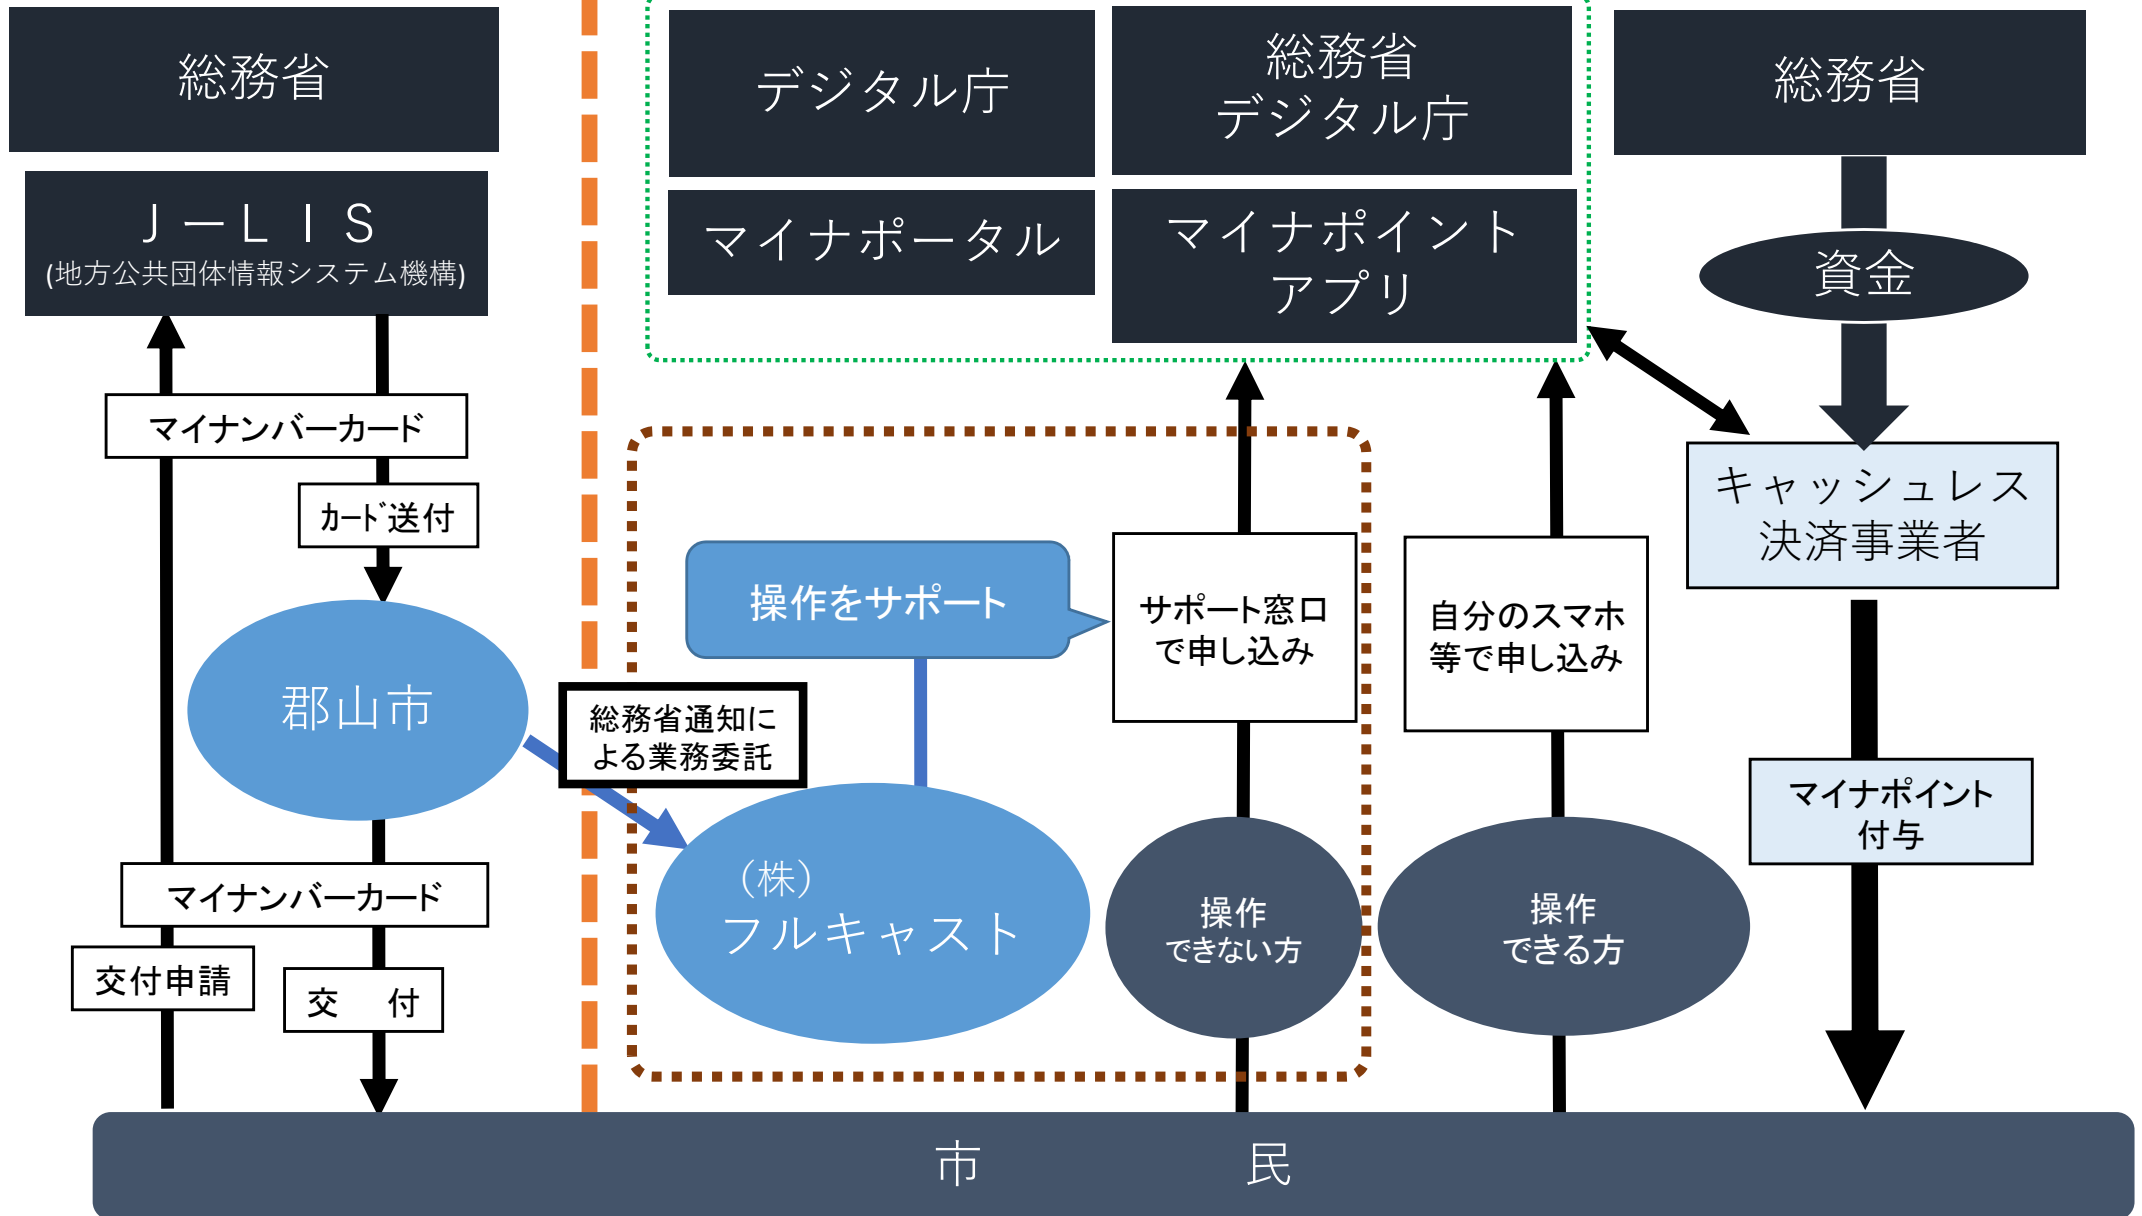 総務省
Ｊ－ＬＩＳ
(地方公共団体情報システム機構)
マイナンバーカード
ｶｰﾄﾞ送付
郡山市
マイナンバーカード
交付申請
交　付
デジタル庁
マイナポータル
総務省
デジタル庁
マイナポイント
アプリ
総務省
資金
キャッシュレス
決済事業者
マイナポイント
付与
操作をサポート
サポート窓口
で申し込み
自分のスマホ
等で申し込み
総務省通知に
よる業務委託
（株）
フルキャスト
操作
できない方
操作
できる方
市　民